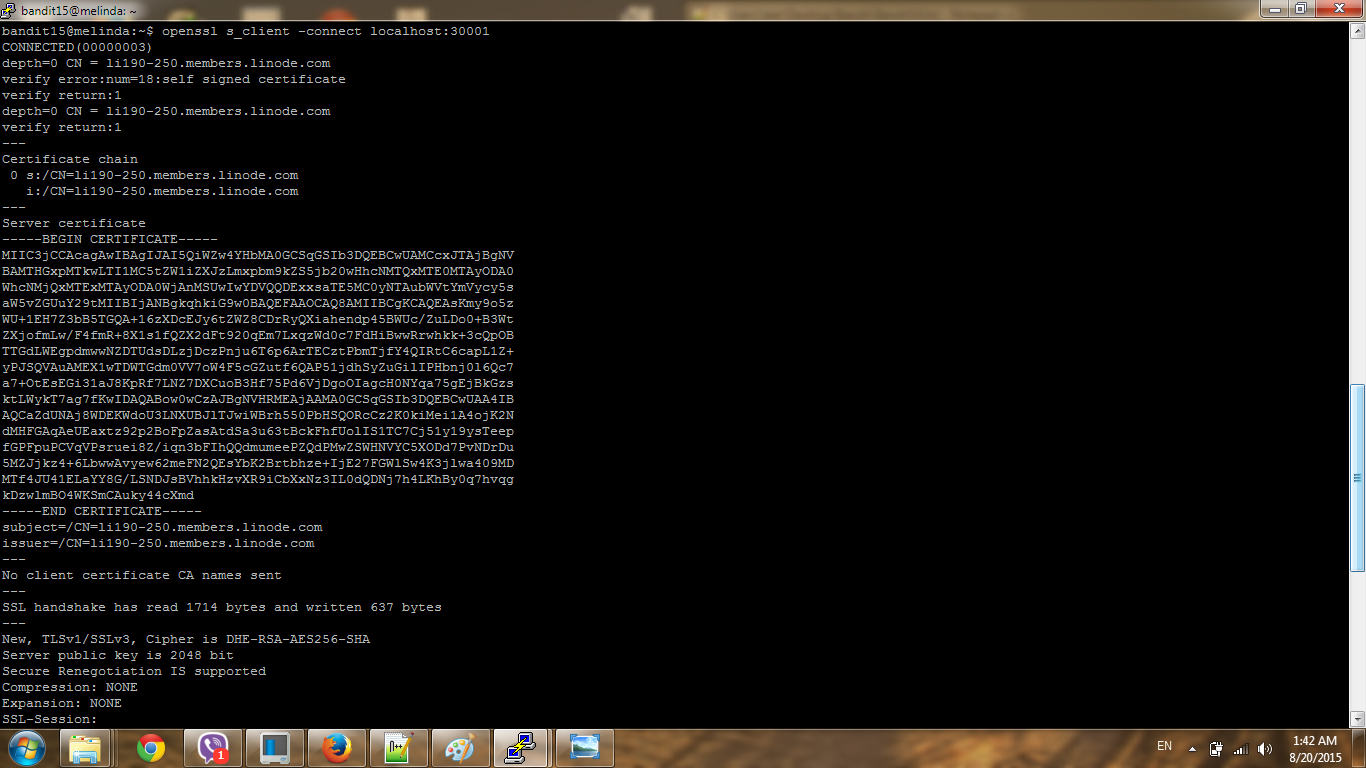 bandit15@melinda: ~
bandit15@melinda:~$ openssl s_client -connect localhost:30001
CONNECTED(00000003)
depth=0 CN = li190-250.members.linode.com
verify error:num=18:self signed certificate
verify return:1
depth=0 CN = li190-250.members.linode.com
verify return:1
---
Certificate chain
 0 s:/CN=li190-250.members.linode.com
   i:/CN=li190-250.members.linode.com
---
Server certificate
-----BEGIN CERTIFICATE-----
MIIC3jCCAcagAwIBAgIJAI5QiWZw4YHbMA0GCSqGSIb3DQEBCwUAMCcxJTAjBgNV
BAMTHGxpMTkwLTI1MC5tZW1iZXJzLmxpbm9kZS5jb20wHhcNMTQxMTE0MTAyODA0
WhcNMjQxMTExMTAyODA0WjAnMSUwIwYDVQQDExxsaTE5MC0yNTAubWVtYmVycy5s
aW5vZGUuY29tMIIBIjANBgkqhkiG9w0BAQEFAAOCAQ8AMIIBCgKCAQEAsKmy9o5z
WU+1EH7Z3bB5TGQA+16zXDcEJy6tZWZ8CDrRyQXiahendp45BWUc/ZuLDo0+B3Wt
ZXjofmLw/F4fmR+8X1s1fQZX2dFt920qEm7LxqzWd0c7FdHiBwwRrwhkk+3cQpOB
TTGdLWEgpdmwwNZDTUdsDLzjDczPnju6T6p6ArTECztPbmTjfY4QIRtC6capL1Z+
yPJSQVAuAMEX1wTDWTGdm0VV7oW4F5cGZutf6QAP51jdhSyZuGilIPHbnj0l6Qc7
a7+OtEsEGi31aJ8KpRf7LNZ7DXCuoB3Hf75Pd6VjDgoOIagcH0NYqa75gEjBkGzs
ktLWykT7ag7fKwIDAQABow0wCzAJBgNVHRMEAjAAMA0GCSqGSIb3DQEBCwUAA4IB
AQCaZdUNAj8WDEKWdoU3LNXUBJlTJwiWBrh550PbHSQORcCz2K0kiMei1A4ojK2N
dMHFGAqAeUEaxtz92p2BoFpZasAtdSa3u63tBckFhfUolIS1TC7Cj51y19ysTeep
fGPFpuPCVqVPsruei8Z/iqn3bFIhQQdmumeePZQdPMwZSWHNVYC5XODd7PvNDrDu
5MZJjkz4+6LbwwAvyew62meFN2QEsYbK2Brtbhze+IjE27FGWlSw4K3jlwa409MD
MTf4JU41ELaYY8G/LSNDJsBVhhkHzvXR9iCbXxNz3IL0dQDNj7h4LKhBy0q7hvqg
kDzwlmBO4WKSmCAuky44cXmd
-----END CERTIFICATE-----
subject=/CN=li190-250.members.linode.com
issuer=/CN=li190-250.members.linode.com
---
No client certificate CA names sent
---
SSL handshake has read 1714 bytes and written 637 bytes
---
New, TLSv1/SSLv3, Cipher is DHE-RSA-AES256-SHA
Server public key is 2048 bit
Secure Renegotiation IS supported
Compression: NONE
Expansion: NONE
SSL-Session:
1
n++
EN
1:42 AM
8/20/2015